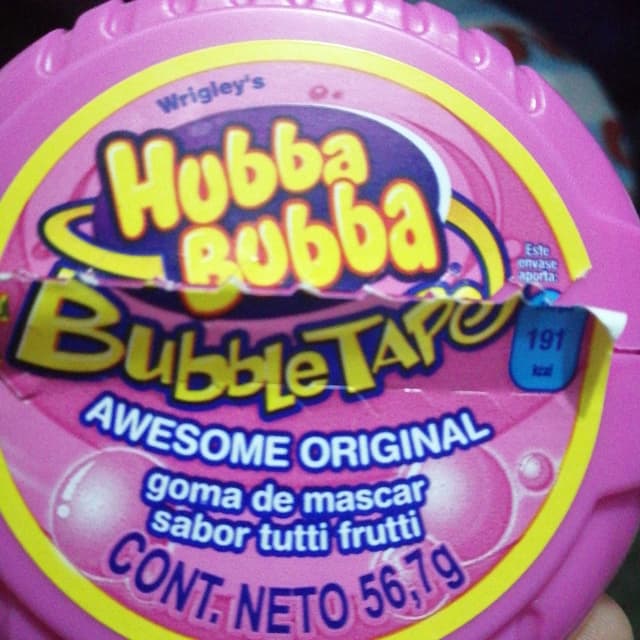 Wrigley's
Hubba
Bubba
Este
envase
aporta:
BubbleTAPe
191
kcal
AWESOME ORIGINAL
goma de mascar
sabor tutti frutti
CONT. NETO 56,7g